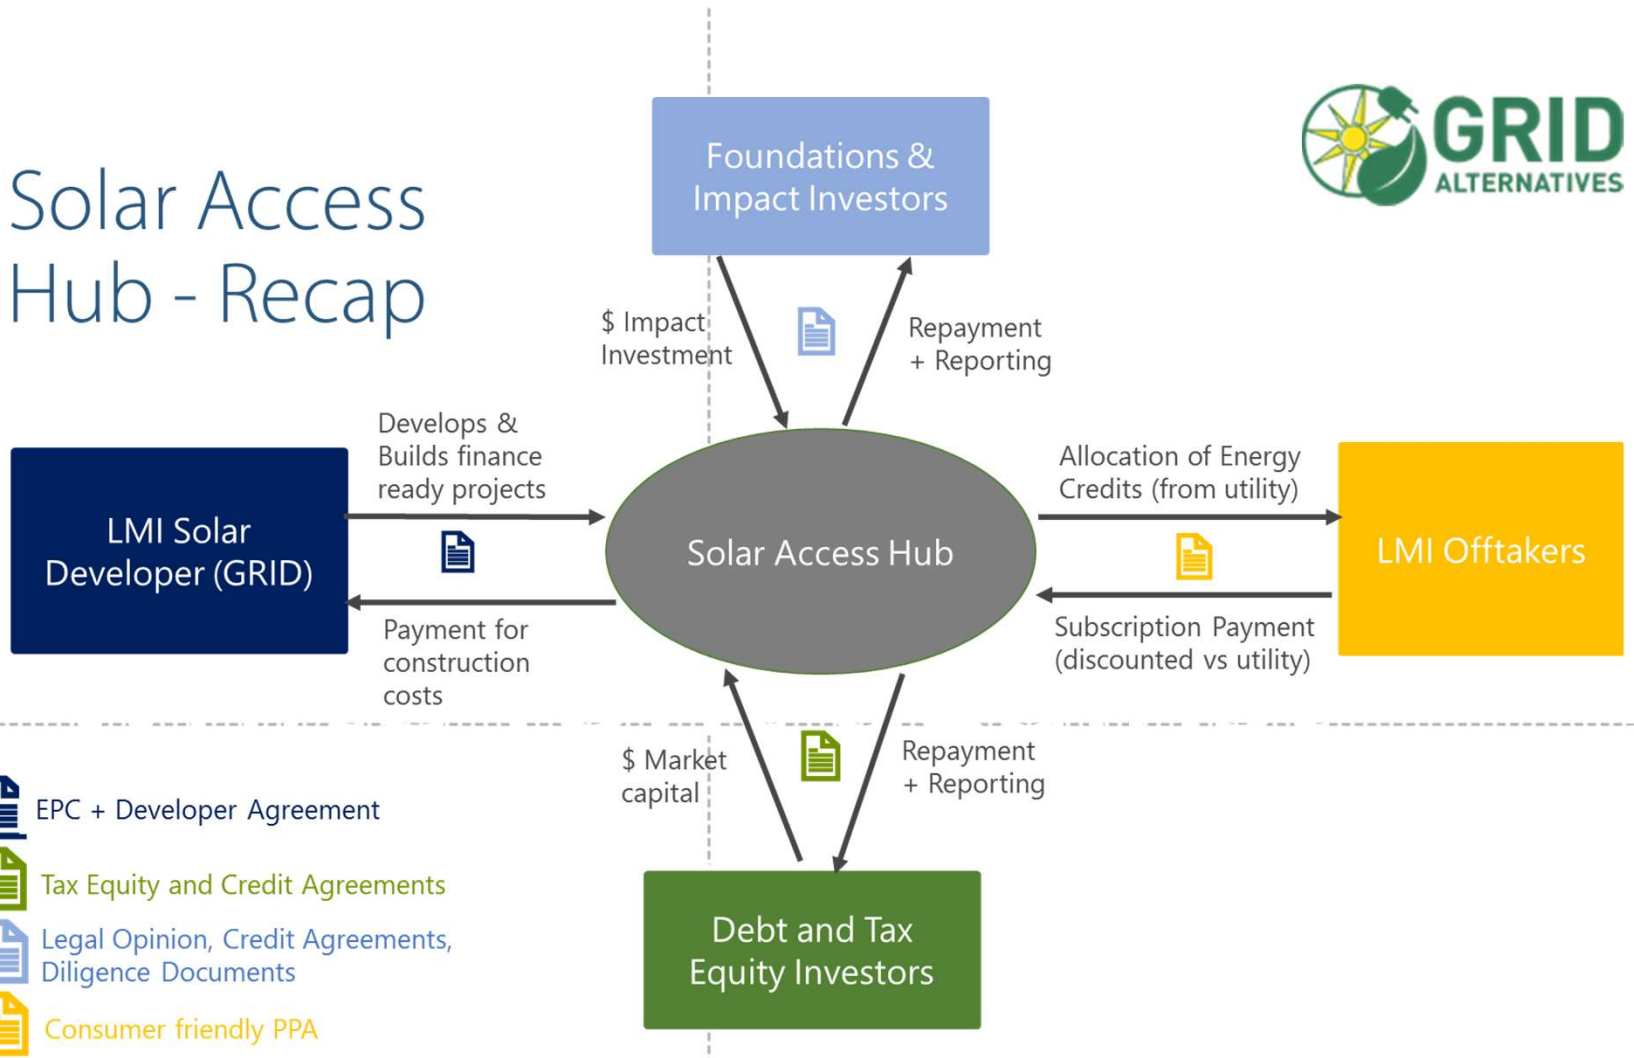 Solar Access
Hub - Recap
GRID
ALTERNATIVES
Foundations &
Impact Investors
$ Impact
Investment
Repayment
+ Reporting
Develops &
Builds finance
ready projects
LMI Solar
Developer (GRID)
Payment for
construction
costs
Solar Access Hub
Allocation of Energy
Credits (from utility)
LMI Offtakers
Subscription Payment
(discounted vs utility)
$ Market
capital
Repayment
+ Reporting
Debt and Tax
Equity Investors
EPC + Developer Agreement
Tax Equity and Credit Agreements
Legal Opinion, Credit Agreements,
Diligence Documents
Consumer friendly PPA